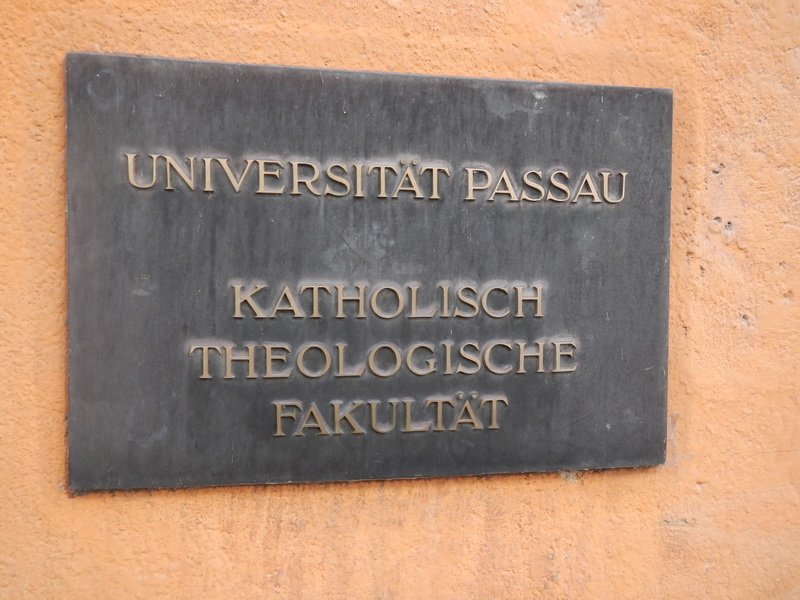 UNIVERSITÄT PASSAU
KATHOLISCH
THEOLOGISCHE
FAKULTÄT